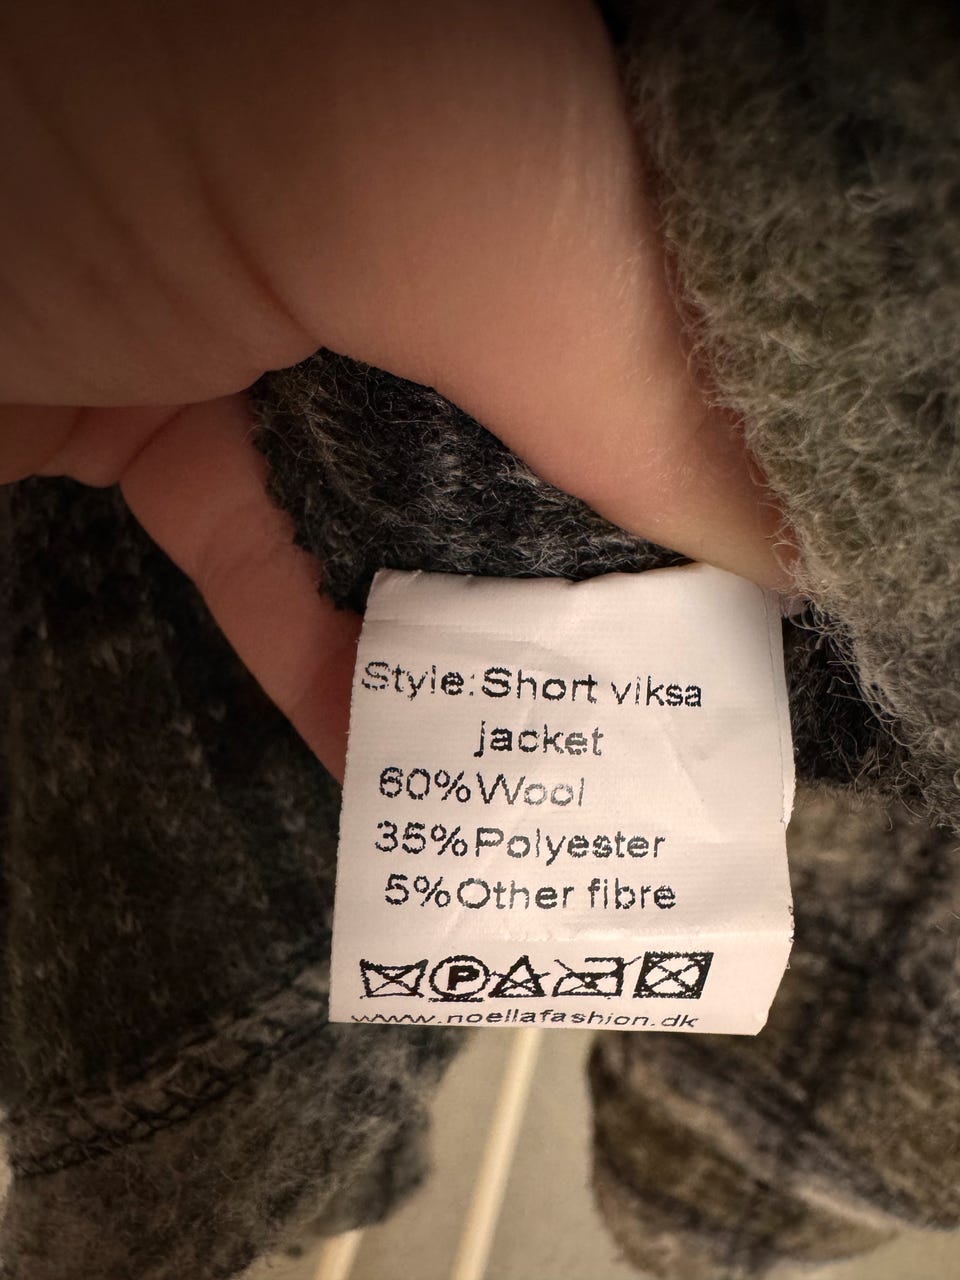 Style:Short viksa
jacket
60%Wool
35%Polyester
5%Other fibre
P
www.noellafashion.dk